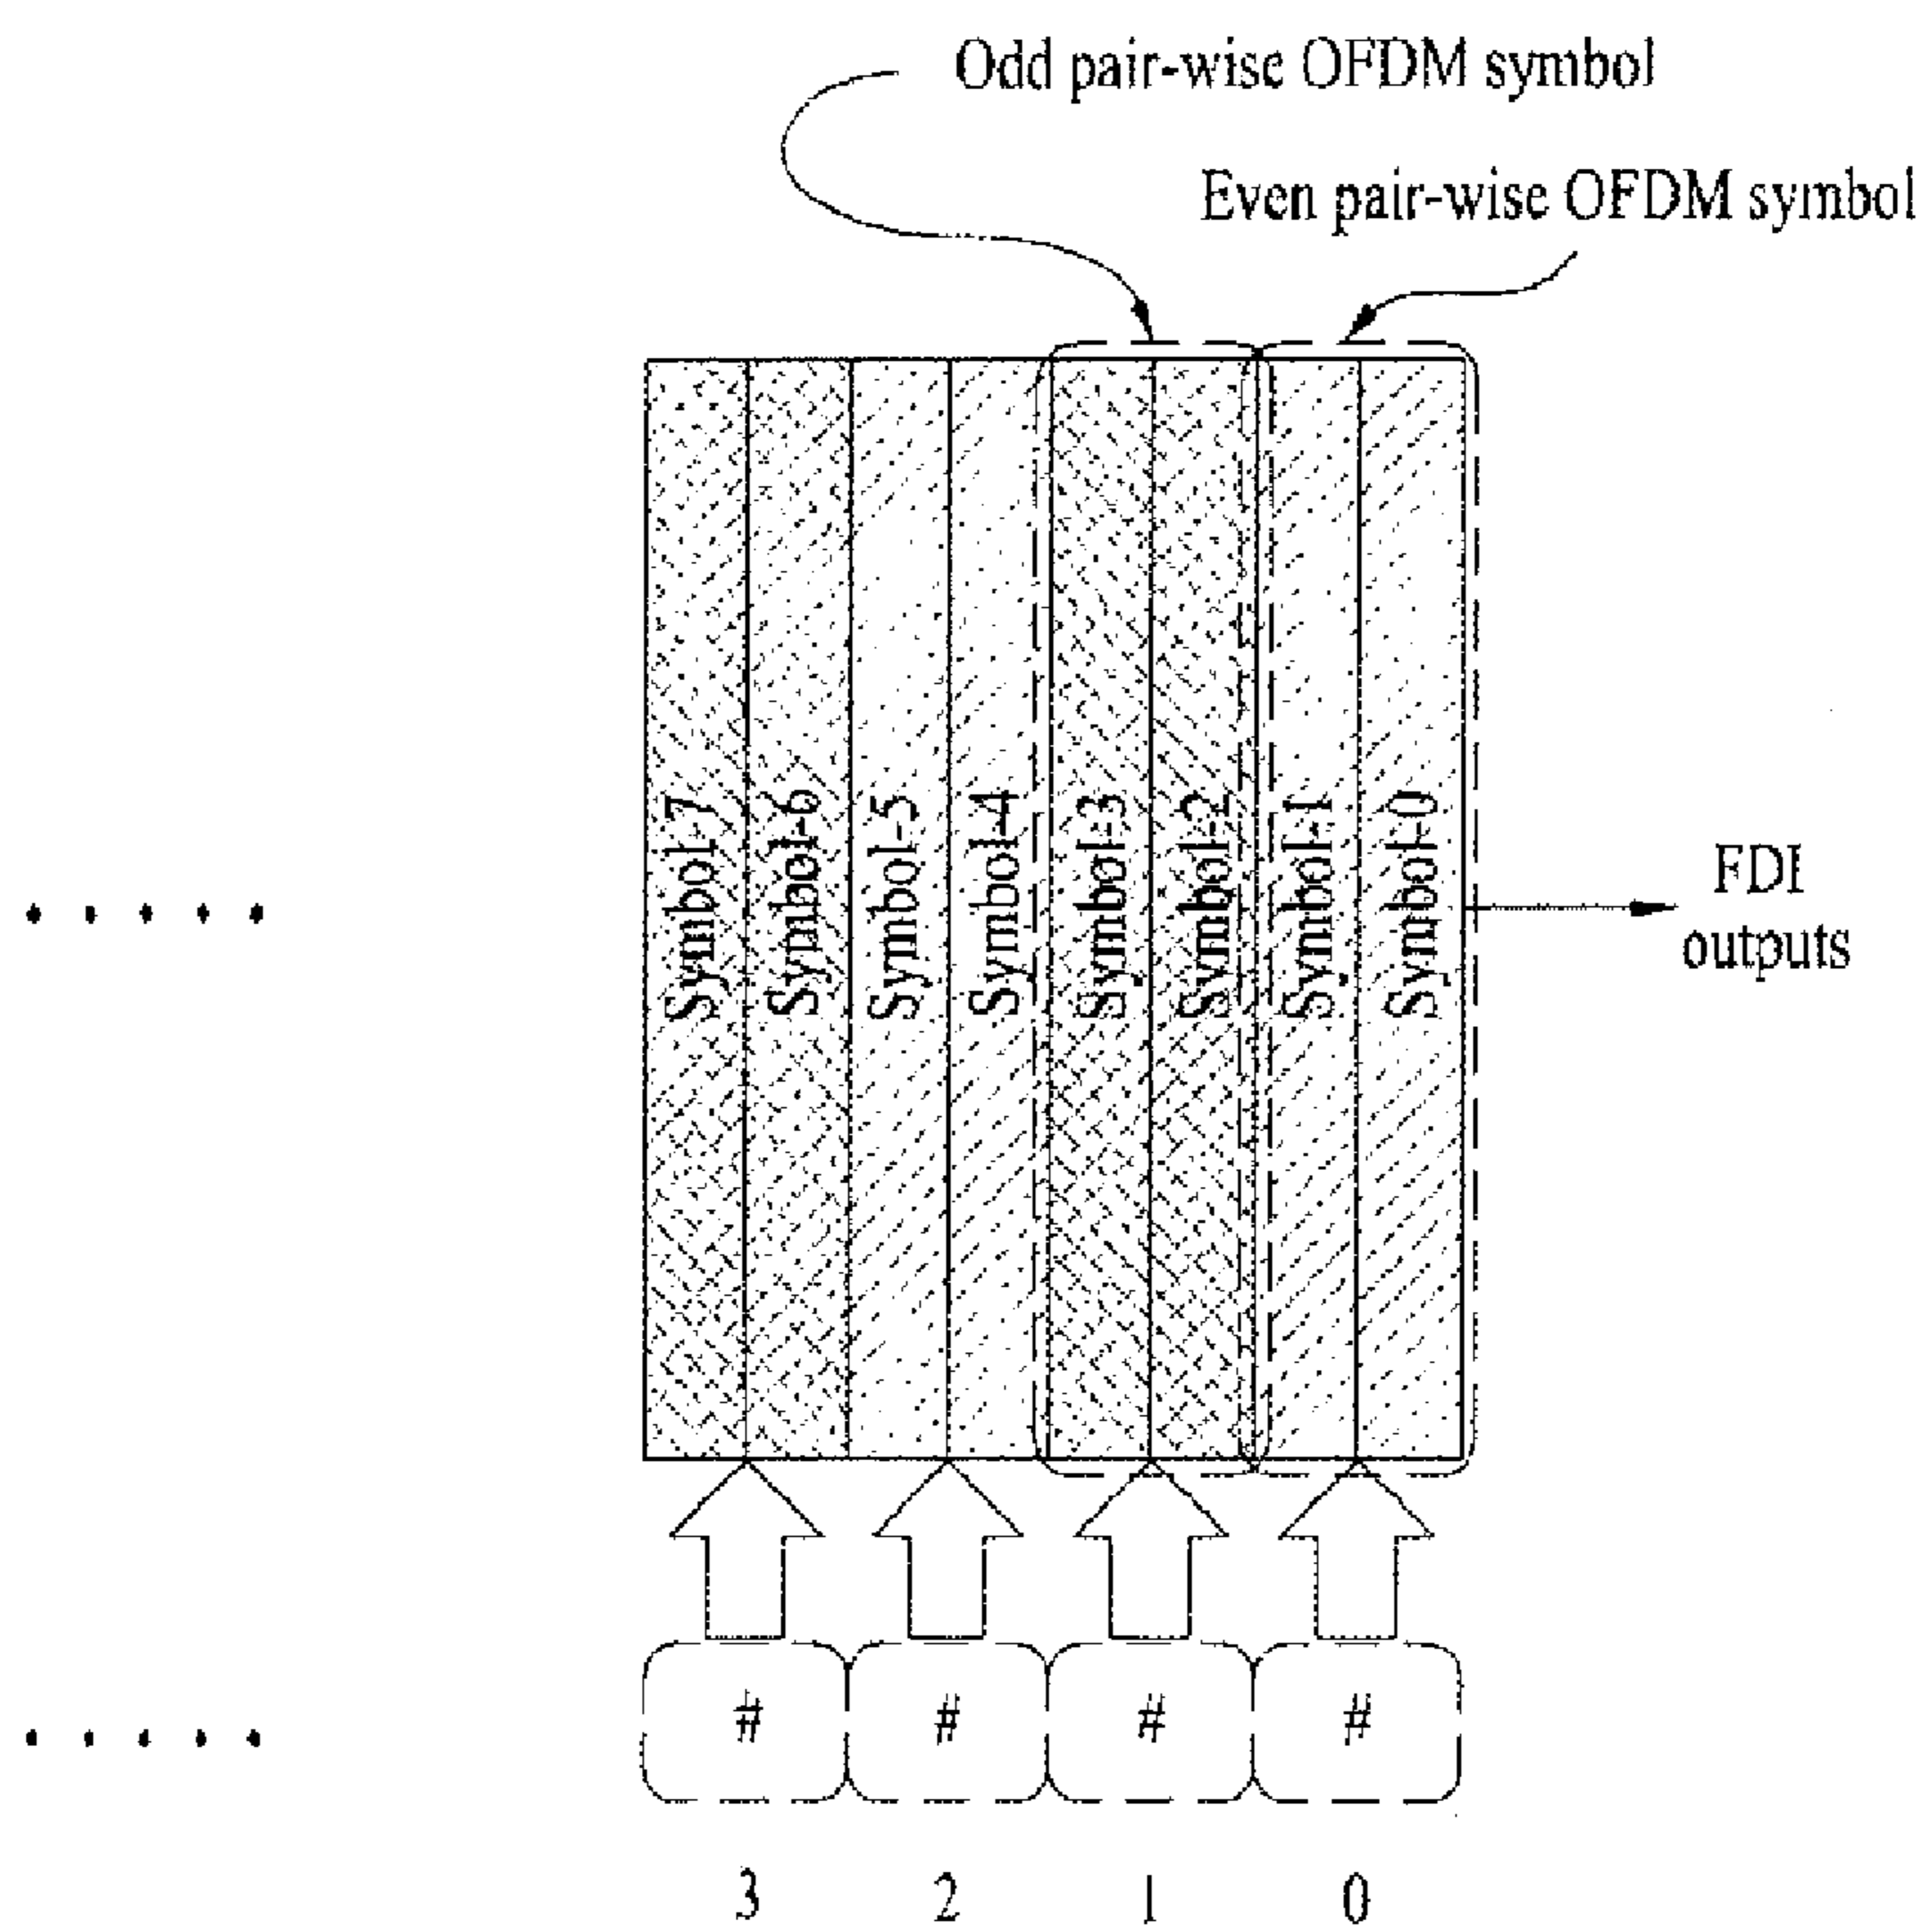 Odd pair-wise OFDM symbol
Even pair-wise OFDM symbol
Symbol-7
Symbol-6
Symbol-5
Symbol-4
Symbol-3
Symbol-2
Symbol-1
Symbol-0
FDI
outputs
# # # #
3 2 1 0